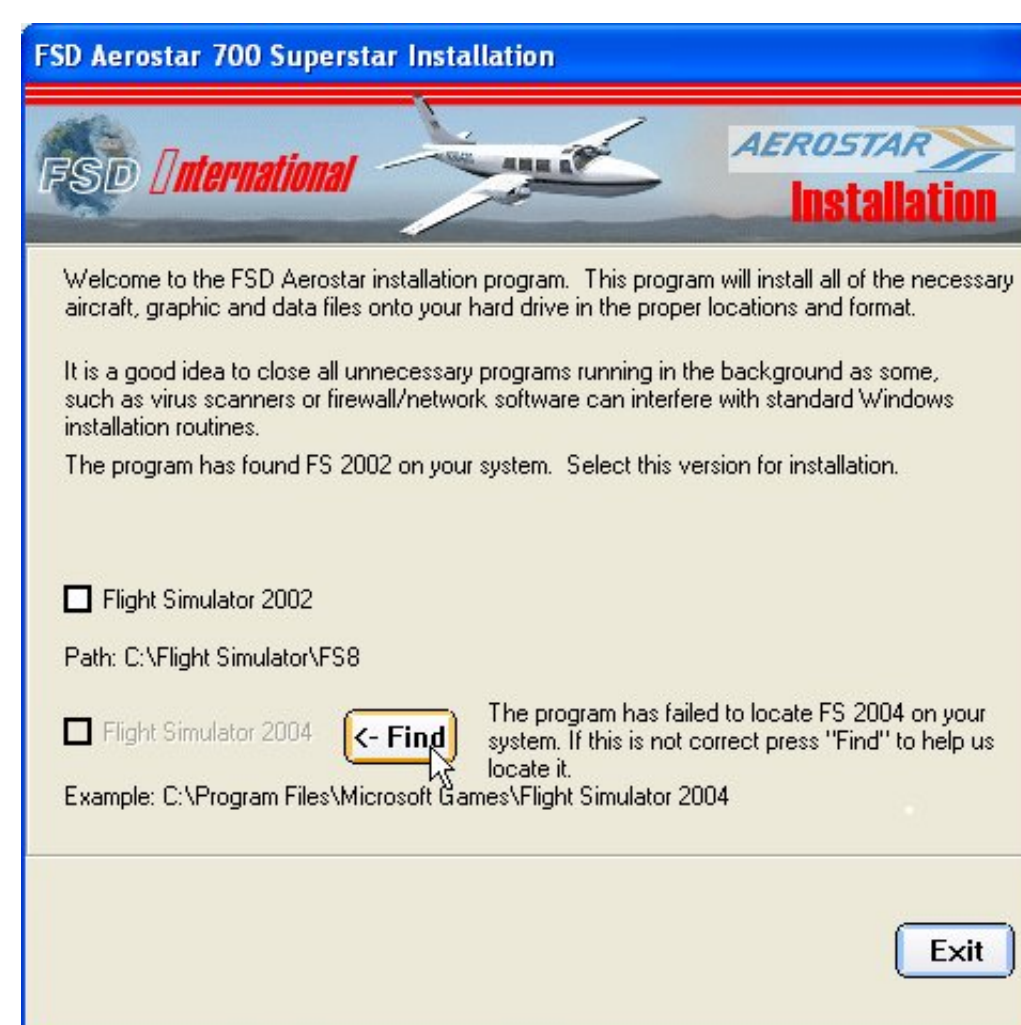 FSD Aerostar 700 Superstar Installation
FSD International
AEROSTAR
Installation
Welcome to the FSD Aerostar installation program.  This program will install all of the necessary
aircraft, graphic and data files onto your hard drive in the proper locations and format.
It is a good idea to close all unnecessary programs running in the background as some,
such as virus scanners or firewall/network software can interfere with standard Windows
installation routines.
The program has found FS 2002 on your system.  Select this version for installation.
Flight Simulator 2002
Path: C:\Flight Simulator\FS8
Flight Simulator 2004
<- Find
The program has failed to locate FS 2004 on your
system. If this is not correct press "Find" to help us
locate it.
Example: C:\Program Files\Microsoft Games\Flight Simulator 2004
Exit